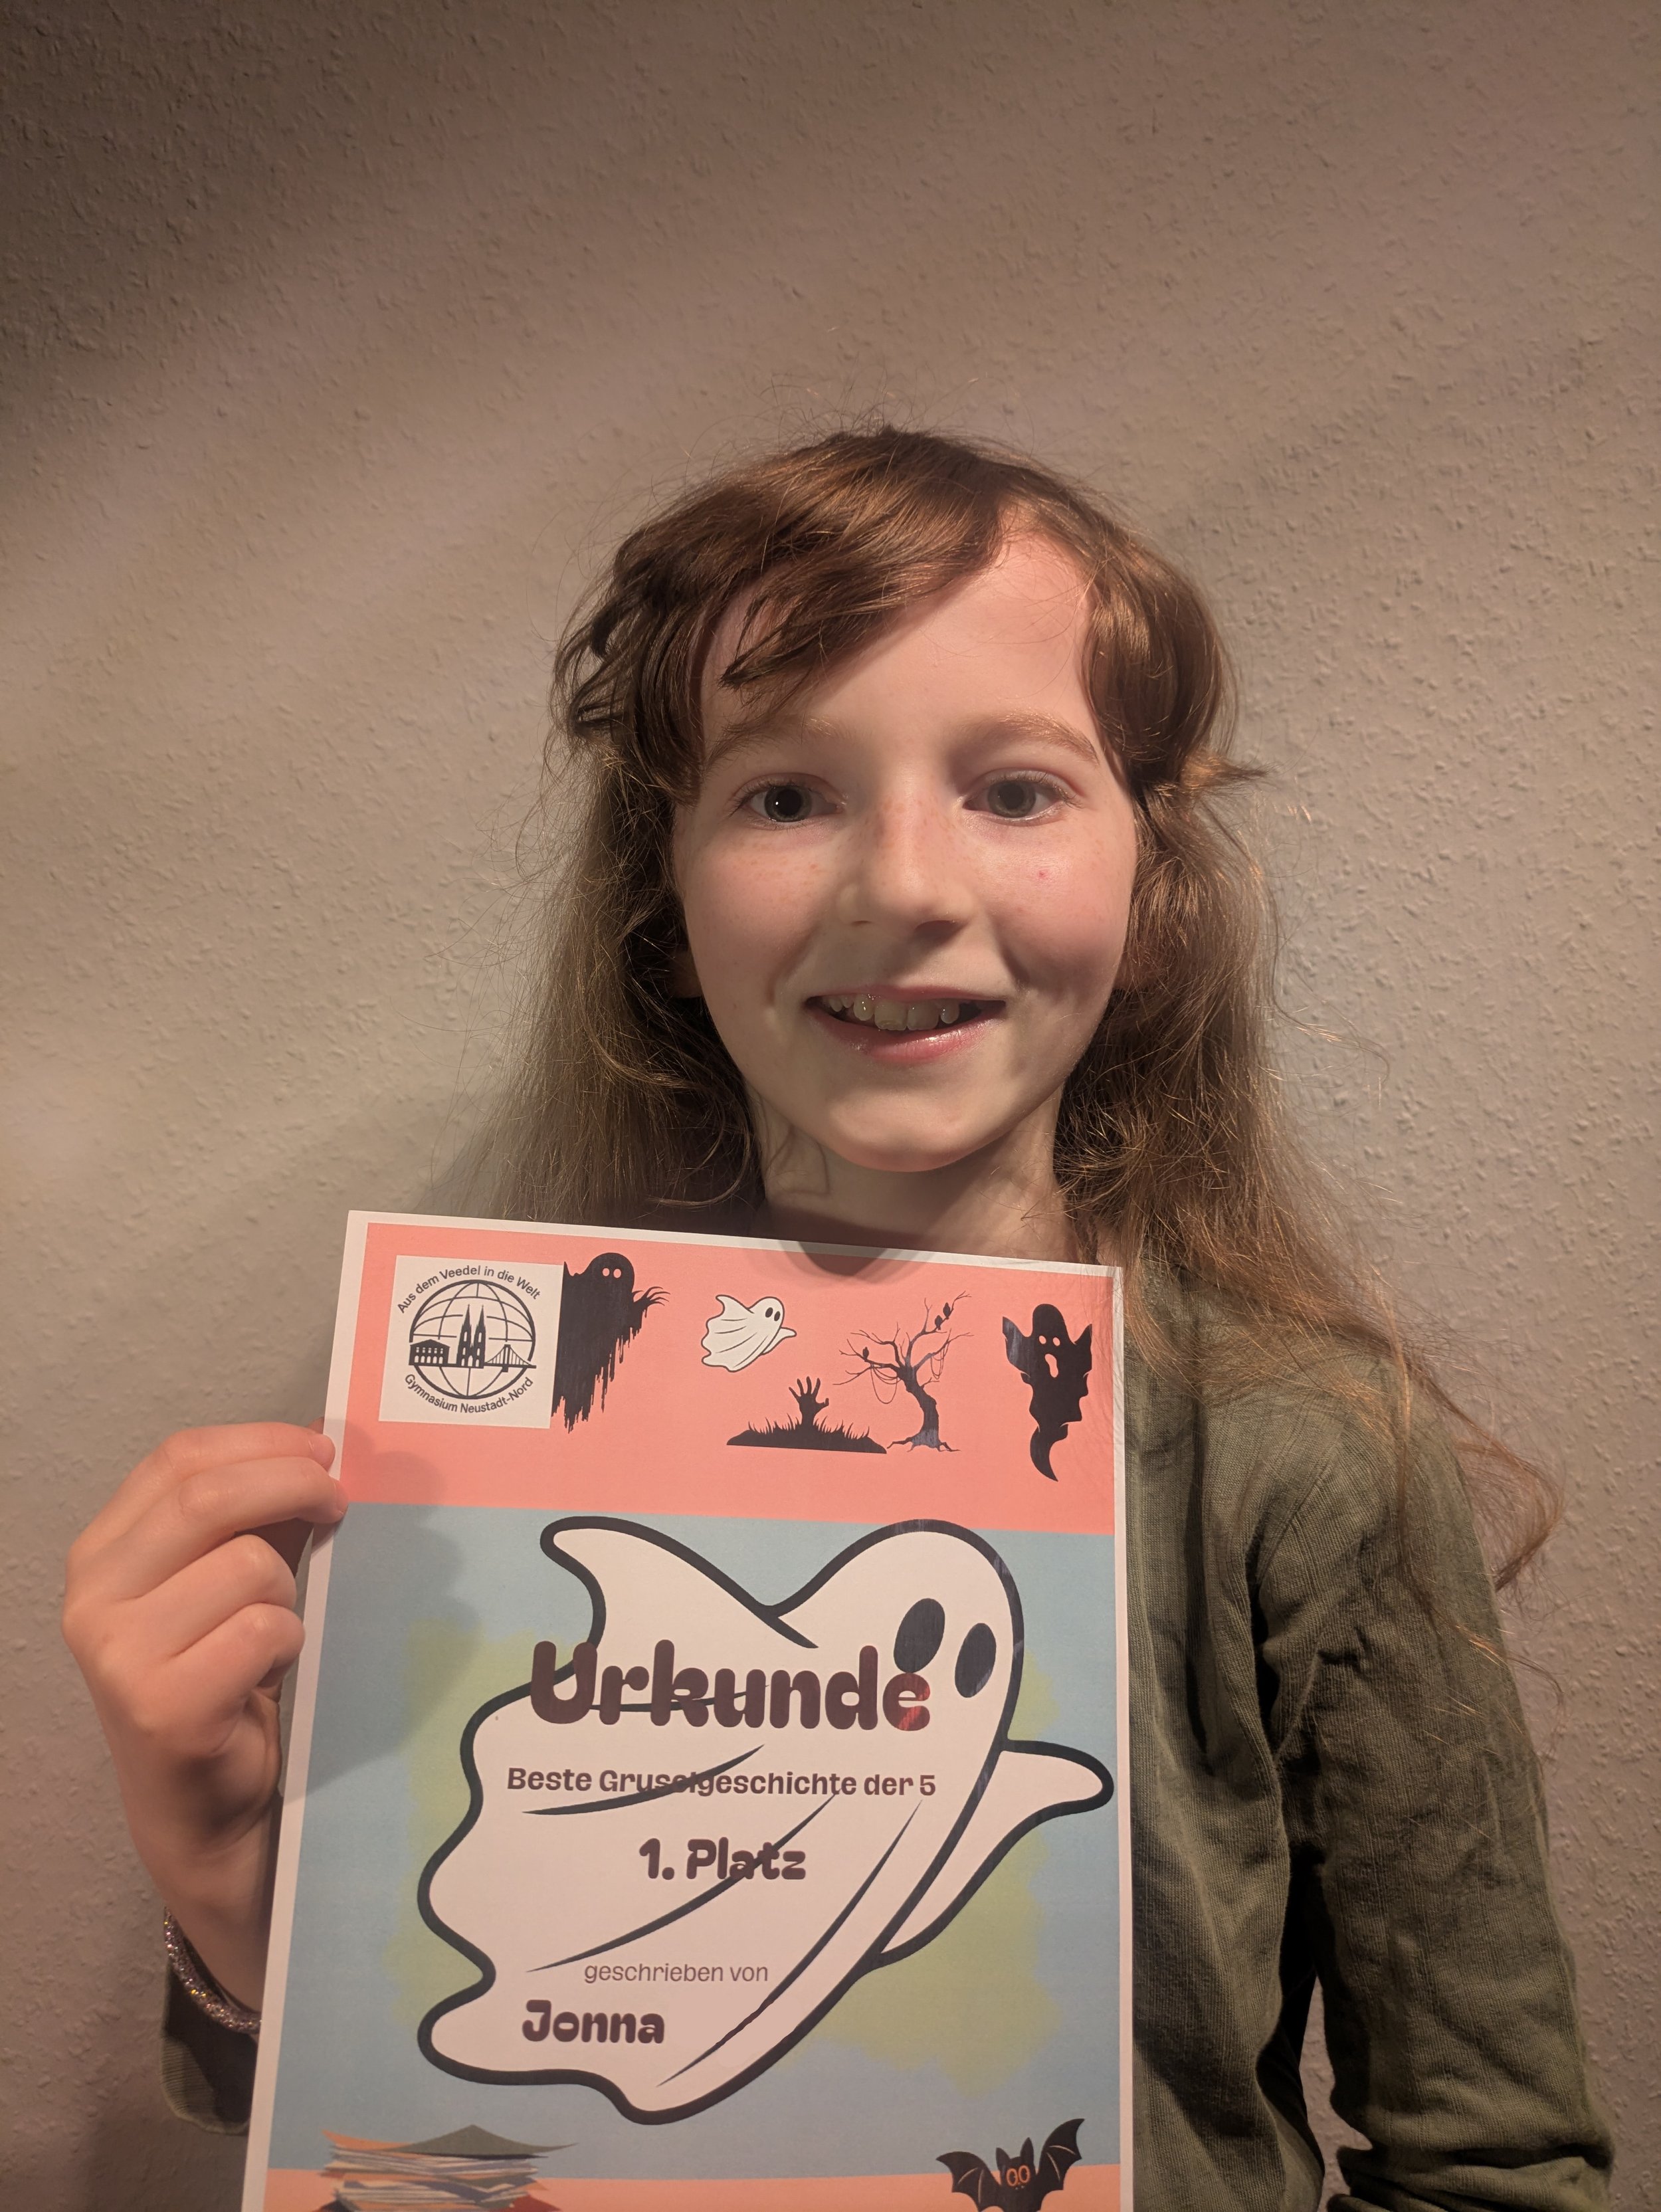 Aus dem Veedel in die Welt
Gymnasium Neustadt-Nord
Urkunde
Beste Gruselgeschichte der 5
1. Platz
geschrieben von
Jonna